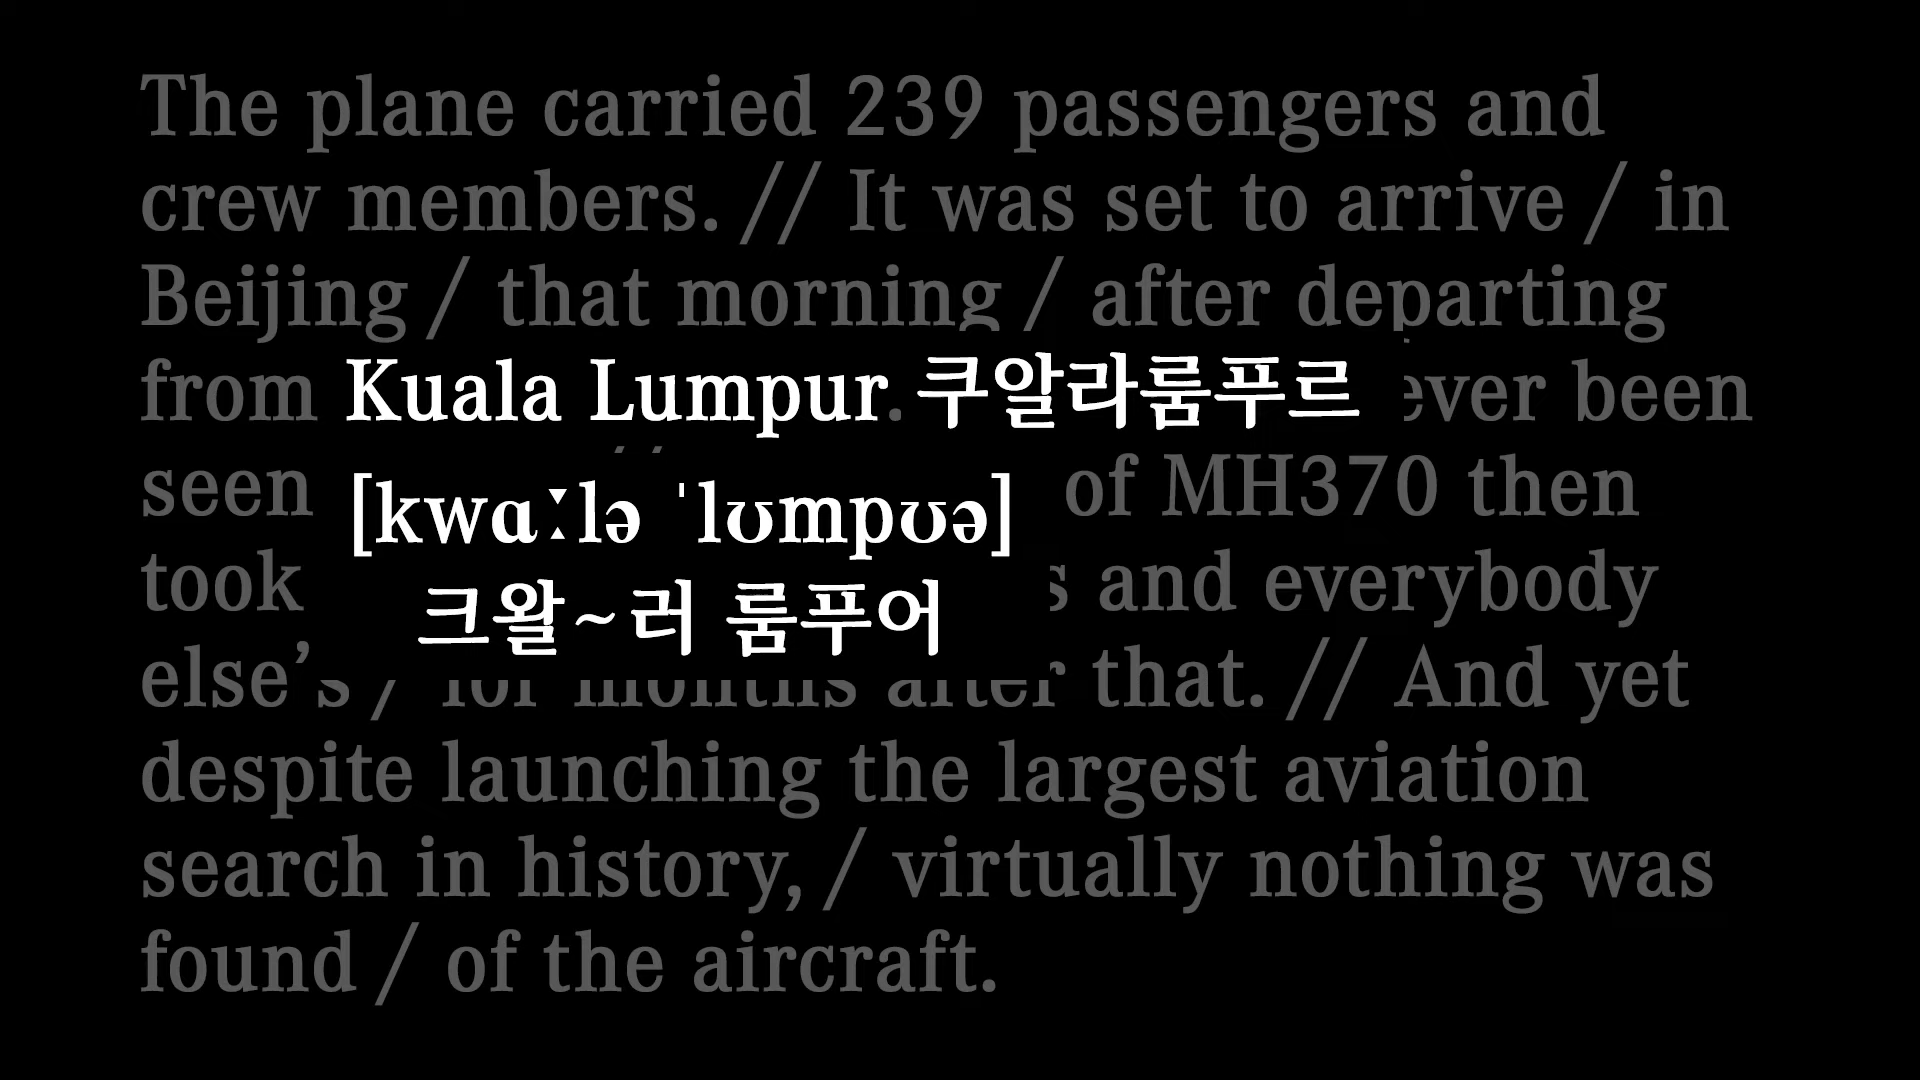 The plane carried 239 passengers and
crew members. // It was set to arrive / in
Beijing / that morning / after departing
from Kuala Lumpur. 쿠알라룸푸르 ever been
seen [kwɑːlə ˈlʊmpʊə] of MH370 then
took 크왈~러 룸푸어 s and everybody
else's / for months after that. // And yet
despite launching the largest aviation
search in history, / virtually nothing was
found / of the aircraft.